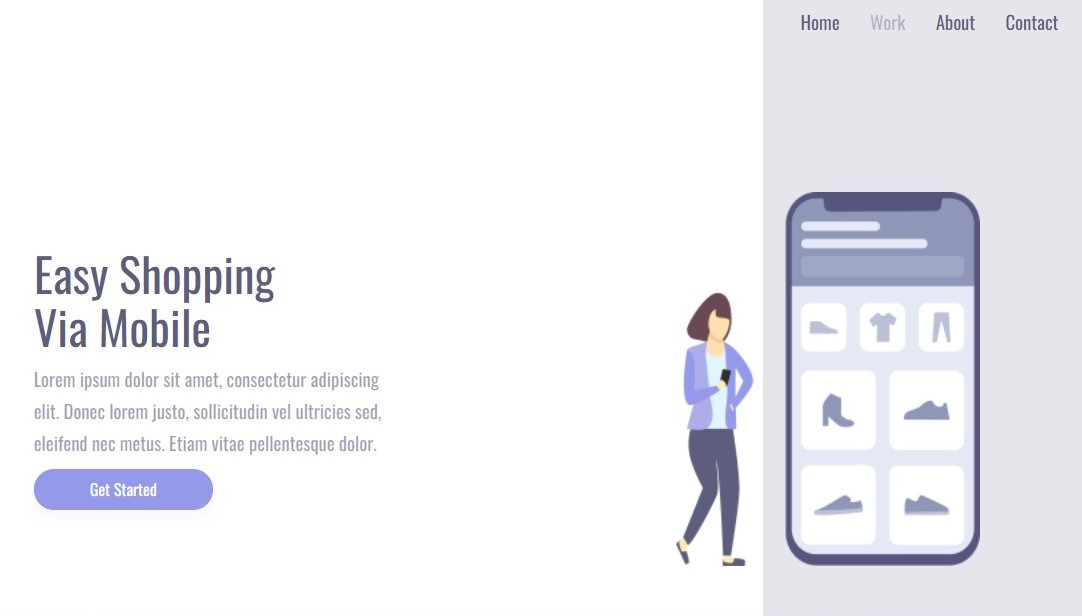 Home Work About Contact
Easy Shopping
Via Mobile
Lorem ipsum dolor sit amet, consectetur adipiscing
elit. Donec lorem justo, sollicitudin vel ultricies sed,
eleifend nec metus. Etiam vitae pellentesque dolor.
Get Started